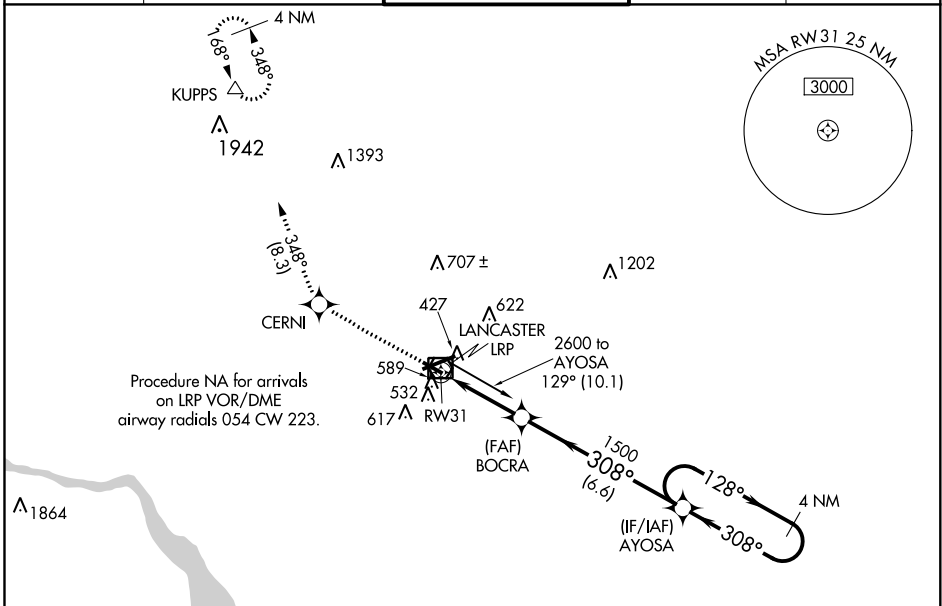 4 NM
168°
348°
KUPPS
1942
1393
MSA RW31 25 NM
3000
348°
(8.3)
CERNI
707 ±
1202
427
622
LANCASTER
LRP
2600 to
AYOSA
129° (10.1)
589
532
617
RW31
Procedure NA for arrivals
on LRP VOR/DME
airway radials 054 CW 223.
(FAF)
BOCRA
1500
308°
(6.6)
128°
4 NM
308°
(IF/IAF)
AYOSA
1864